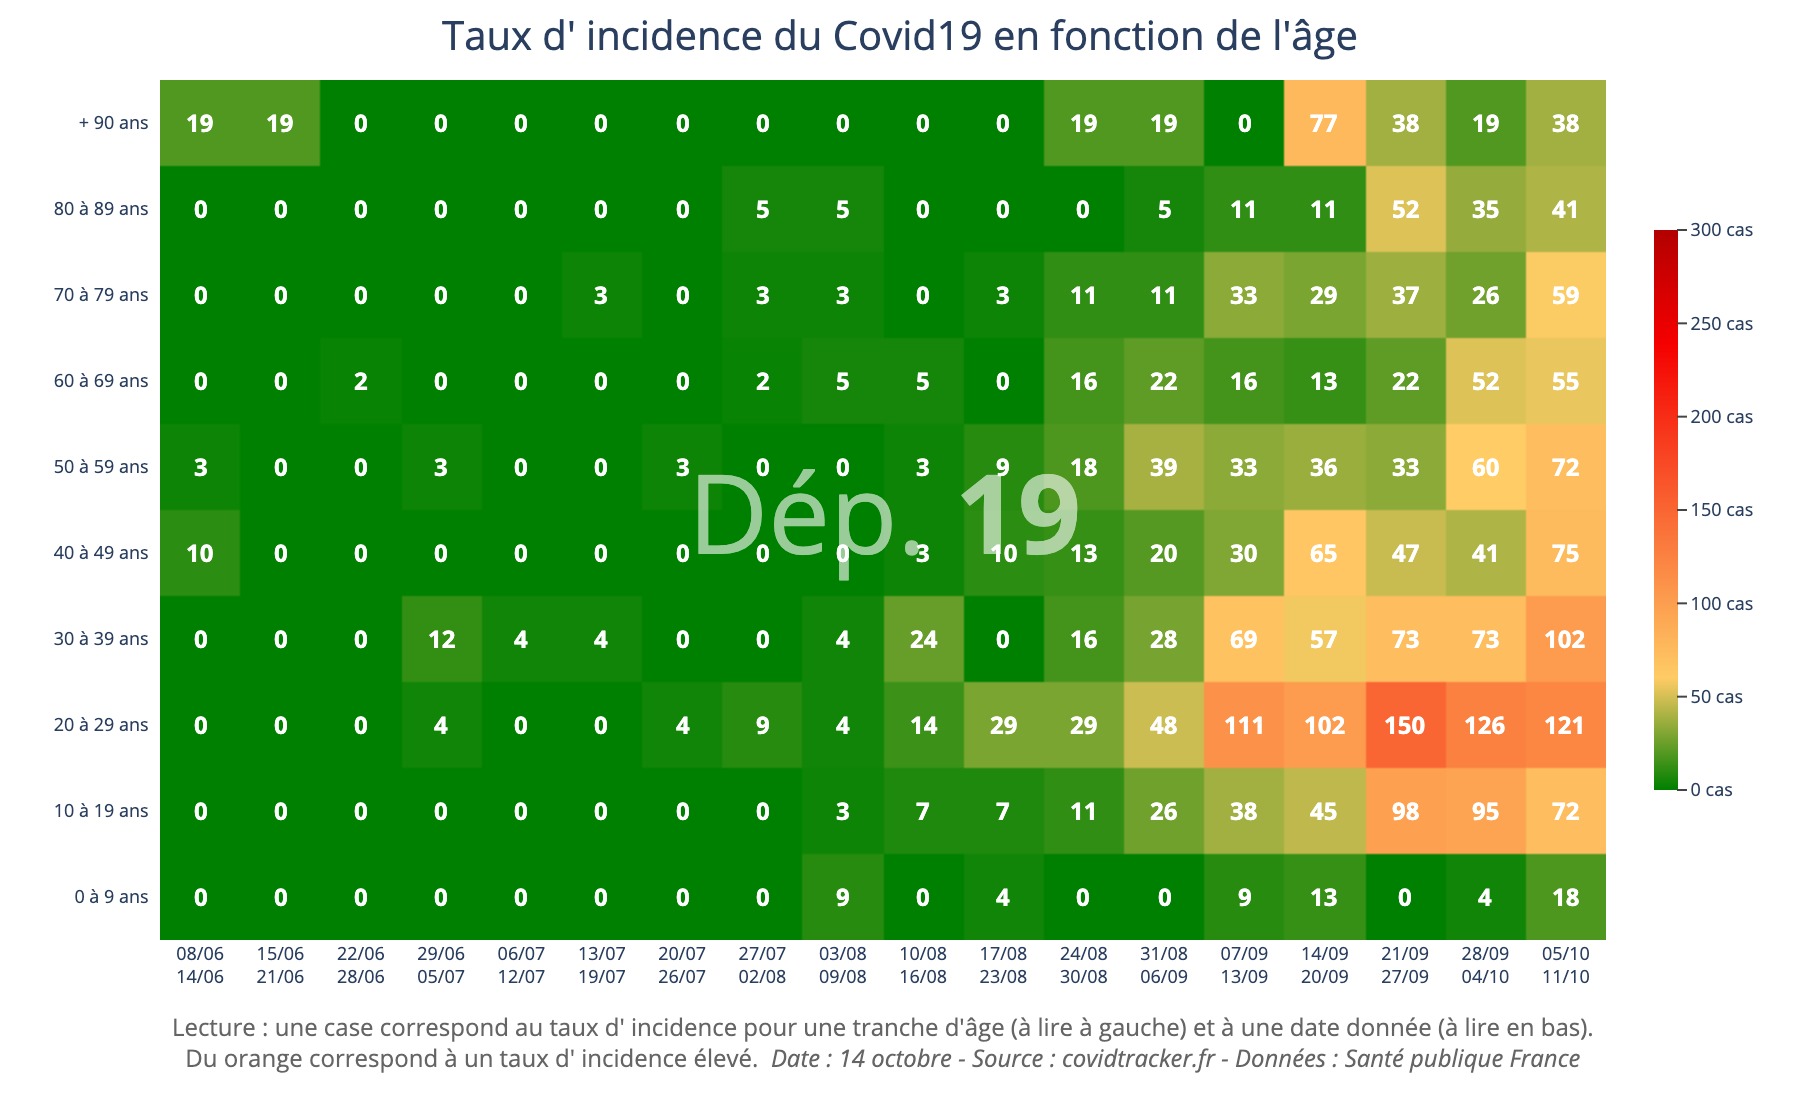 Taux d' incidence du Covid19 en fonction de l'âge
+ 90 ans 19 19 0 0 0 0 0 0 0 0 0 19 19 0 77 38 19 38
80 à 89 ans 0 0 0 0 0 0 0 5 5 0 0 0 5 11 11 52 35 41
70 à 79 ans 0 0 0 0 0 3 0 3 3 0 3 11 11 33 29 37 26 59
60 à 69 ans 0 0 2 0 0 0 0 2 5 5 0 16 22 16 13 22 52 55
50 à 59 ans 3 0 0 3 0 0 3 0 0 3 9 18 39 33 36 33 60 72
Dép. 19
40 à 49 ans 10 0 0 0 0 0 0 0 0 3 10 13 20 30 65 47 41 75
30 à 39 ans 0 0 0 12 4 4 0 0 4 24 0 16 28 69 57 73 73 102
20 à 29 ans 0 0 0 4 0 0 4 9 4 14 29 29 48 111 102 150 126 121
10 à 19 ans 0 0 0 0 0 0 0 0 3 7 7 11 26 38 45 98 95 72
0 à 9 ans 0 0 0 0 0 0 0 0 9 0 4 0 0 9 13 0 4 18
08/06 15/06 22/06 29/06 06/07 13/07 20/07 27/07 03/08 10/08 17/08 24/08 31/08 07/09 14/09 21/09 28/09 05/10
14/06 21/06 28/06 05/07 12/07 19/07 26/07 02/08 09/08 16/08 23/08 30/08 06/09 13/09 20/09 27/09 04/10 11/10
300 cas
250 cas
200 cas
150 cas
100 cas
50 cas
0 cas
Lecture : une case correspond au taux d' incidence pour une tranche d'âge (à lire à gauche) et à une date donnée (à lire en bas).
Du orange correspond à un taux d' incidence élevé. Date : 14 octobre - Source : covidtracker.fr - Données : Santé publique France